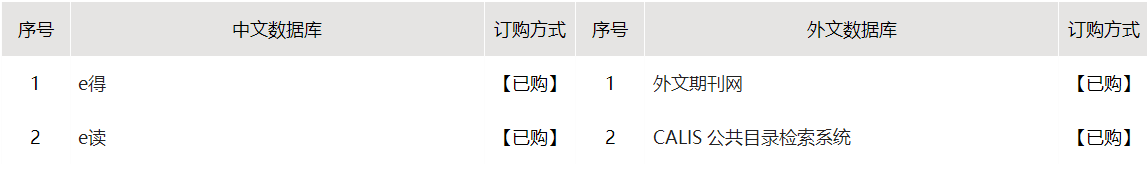 序号 中文数据库 订购方式 序号 外文数据库 订购方式
1 e得 【已购】 1 外文期刊网 【已购】
2 e读 【已购】 2 CALIS 公共目录检索系统 【已购】